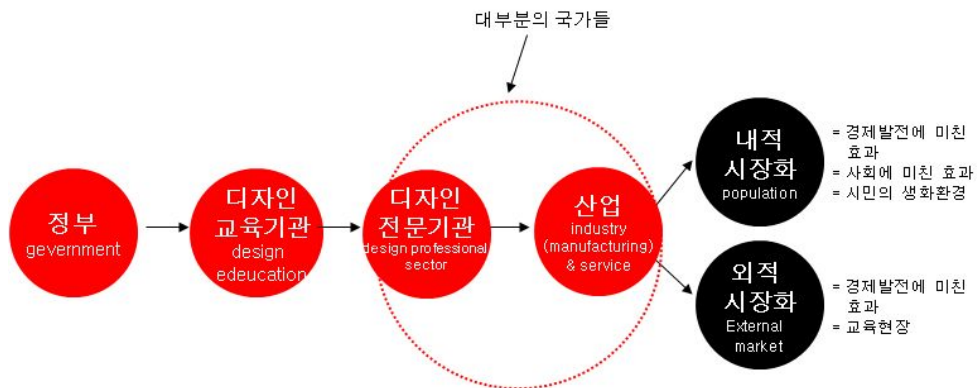 대부분의 국가들
정부
gevernment
디자인
교육기관
design
edeucation
디자인
전문기관
design professional
sector
산업
industry
(manufacturing)
& service
내적
시장화
population
= 경제발전에 미친
효과
= 사회에 미친 효과
= 시민의 생화환경
외적
시장화
External
market
= 경제발전에 미친
효과
= 교육현장